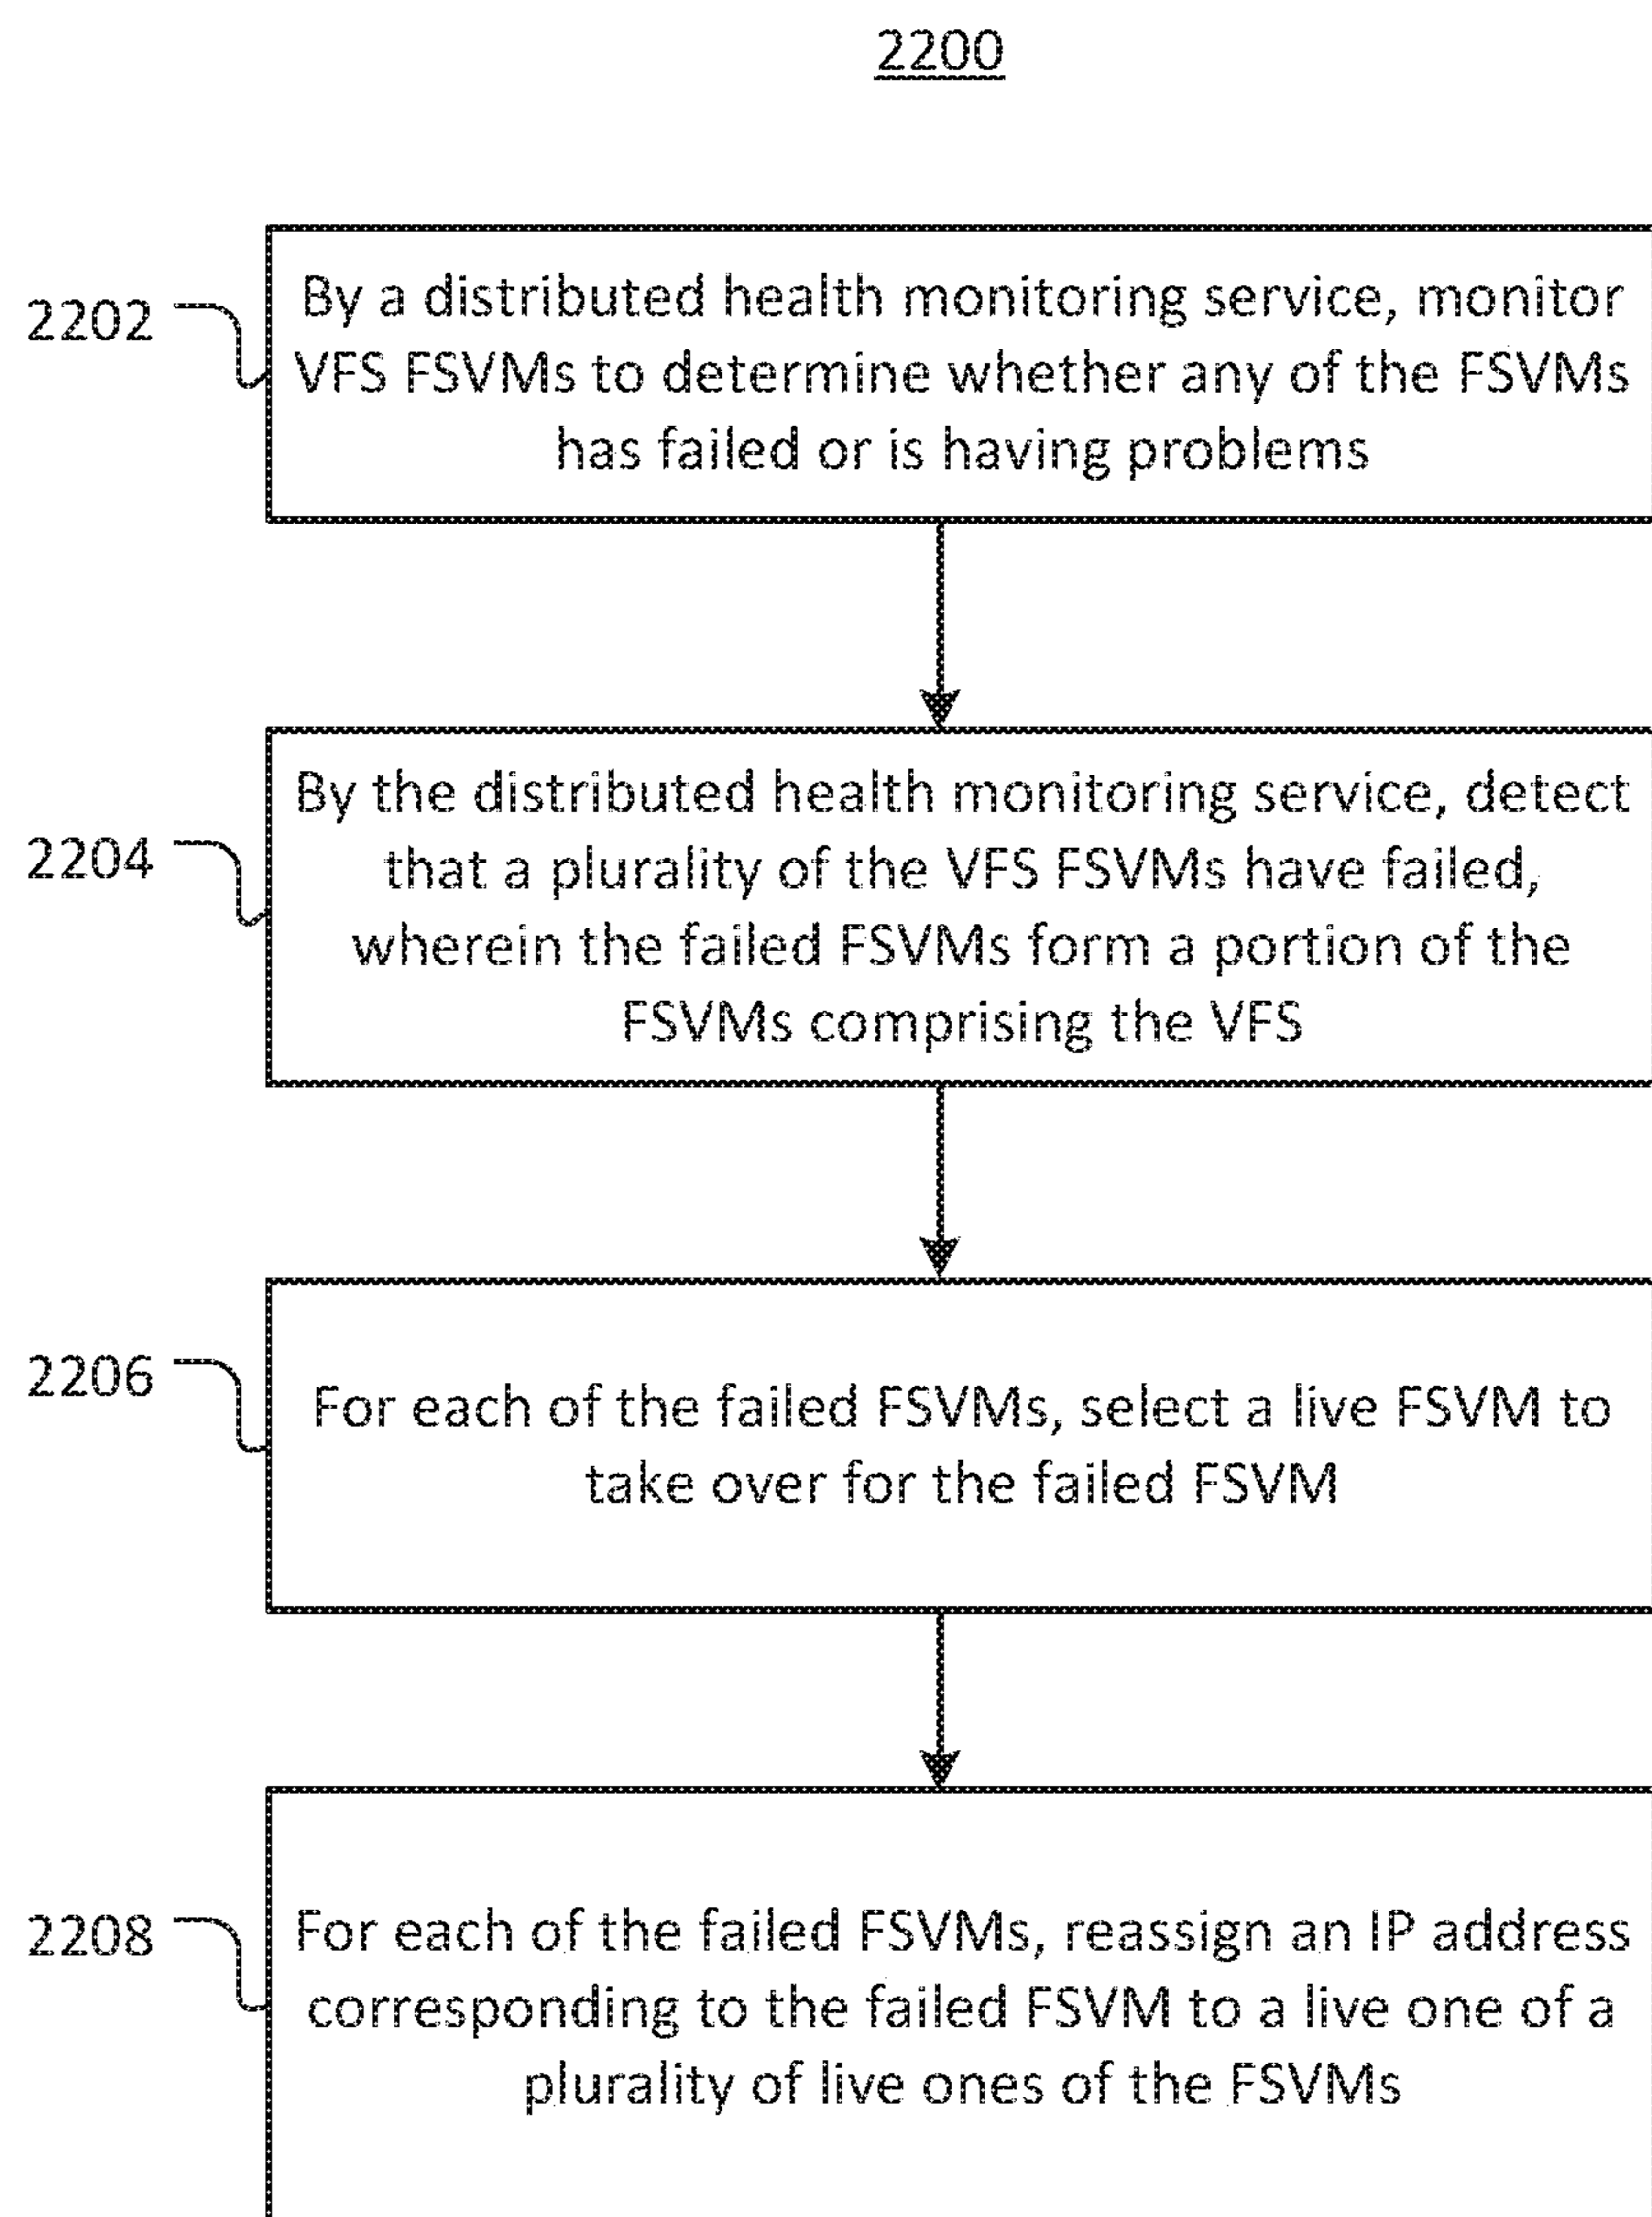 2200
2202
By a distributed health monitoring service, monitor
VFS FSVMs to determine whether any of the FSVMs
has failed or is having problems
2204
By the distributed health monitoring service, detect
that a plurality of the VFS FSVMs have failed,
wherein the failed FSVMs form a portion of the
FSVMs comprising the VFS
2206
For each of the failed FSVMs, select a live FSVM to
take over for the failed FSVM
2208
For each of the failed FSVMs, reassign an IP address
corresponding to the failed FSVM to a live one of a
plurality of live ones of the FSVMs